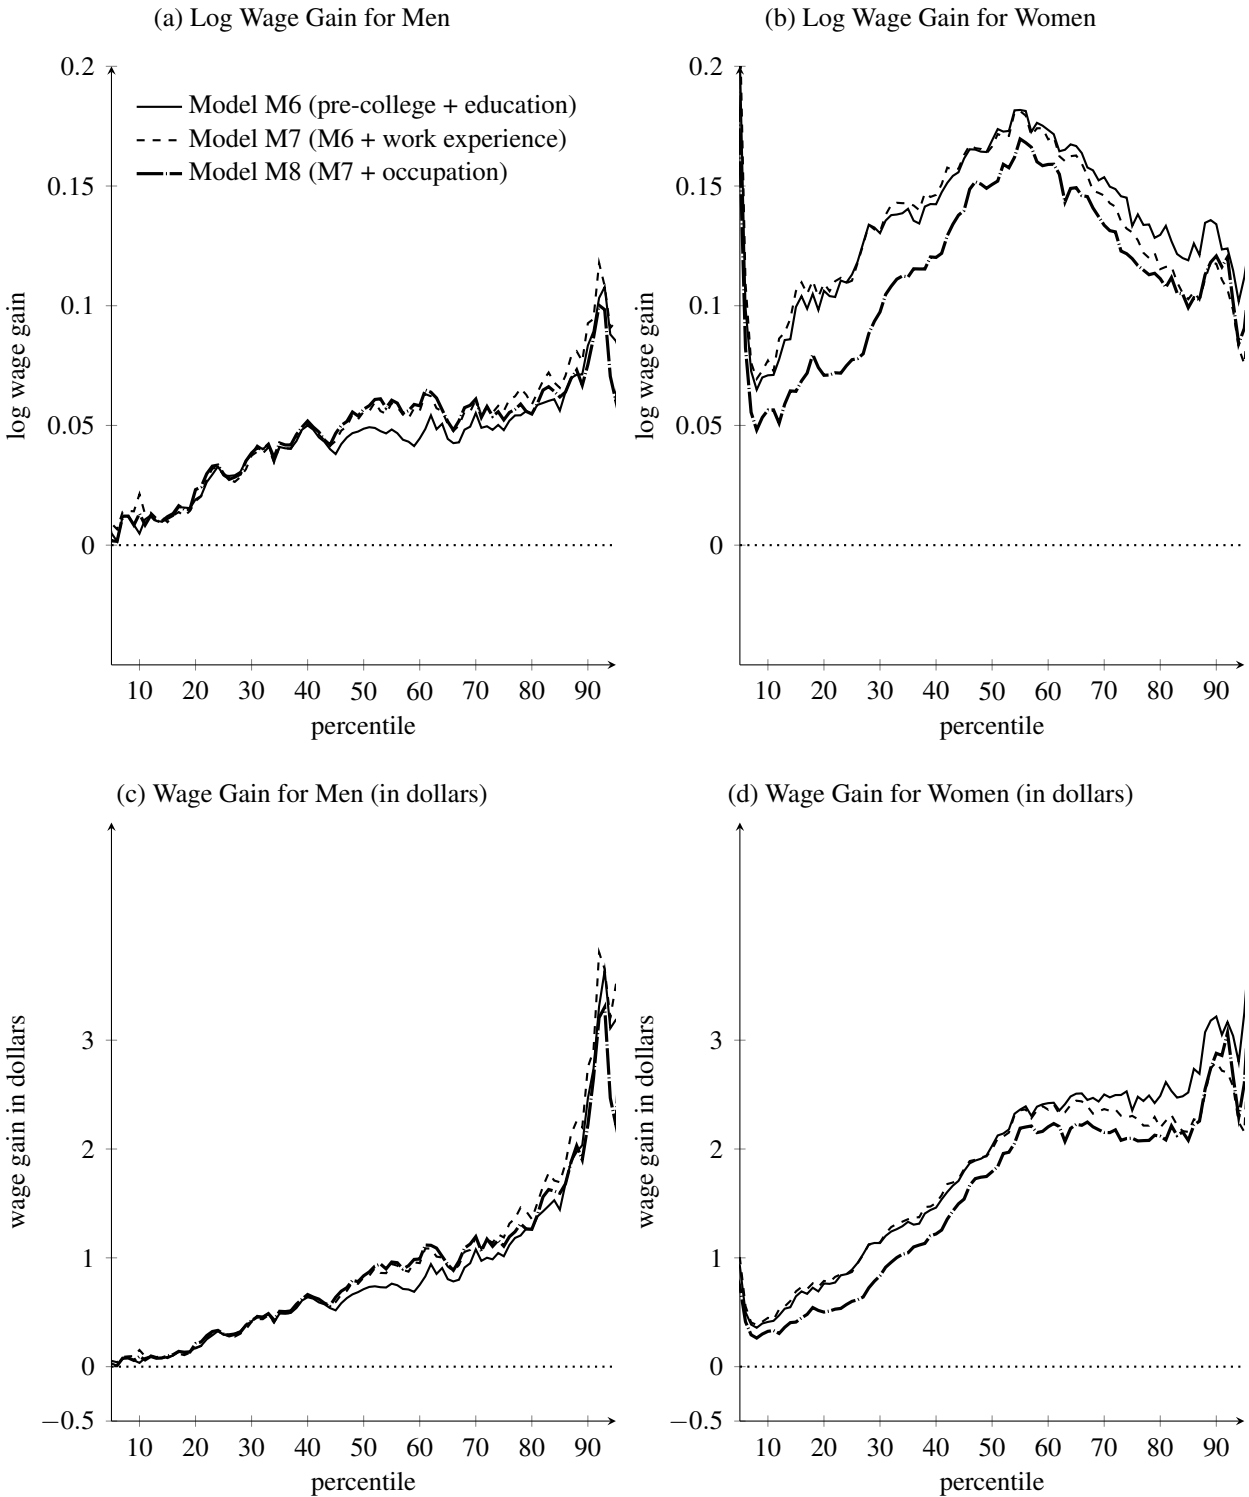 (a) Log Wage Gain for Men
0.2
0.15
0.1
0.05
0
log wage gain
Model M6 (pre-college + education)
Model M7 (M6 + work experience)
Model M8 (M7 + occupation)
10 20 30 40 50 60 70 80 90
percentile
(b) Log Wage Gain for Women
0.2
0.15
0.1
0.05
0
log wage gain
10 20 30 40 50 60 70 80 90
percentile
(c) Wage Gain for Men (in dollars)
3
2
1
0
−0.5
wage gain in dollars
10 20 30 40 50 60 70 80 90
percentile
(d) Wage Gain for Women (in dollars)
3
2
1
0
−0.5
wage gain in dollars
10 20 30 40 50 60 70 80 90
percentile